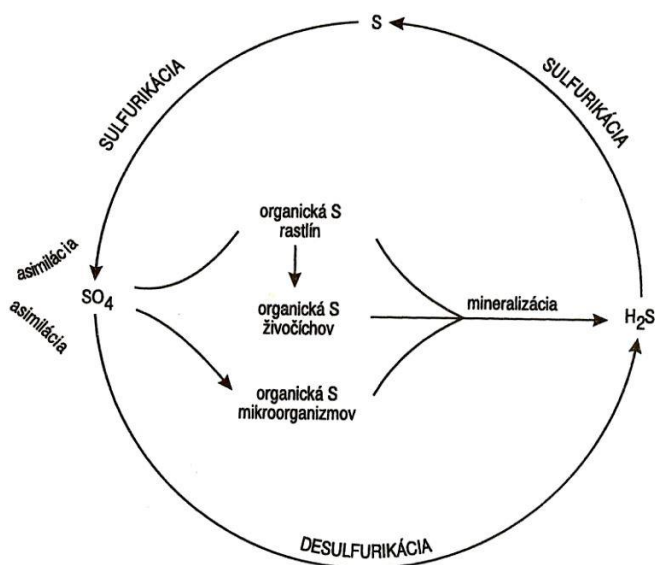 S
SULFURIKÁCIA
SULFURIKÁCIA
organická S
rastlín
asimilácia
SO4
asimilácia
organická S
živočíchov
mineralizácia
H2S
organická S
mikroorganizmov
DESULFURIKÁCIA